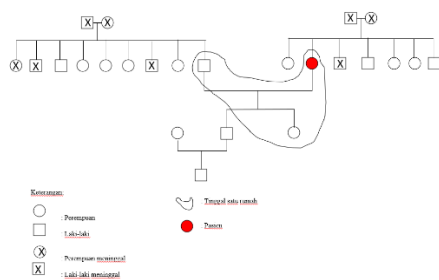 X X
X X
X X X X
Keterangan:
: Perempuan
: Laki-laki
X : Perempuan meninggal
X : Laki-laki meninggal
Tinggal satu rumah
Pasien